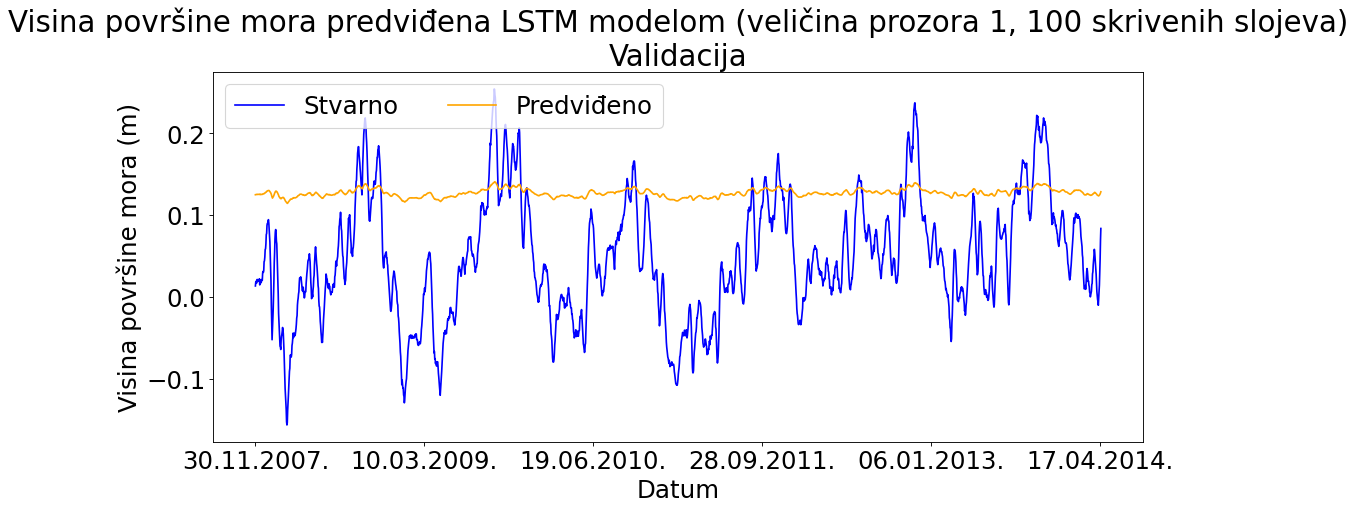 Visina površine mora predviđena LSTM modelom (veličina prozora 1, 100 skrivenih slojeva)
Validacija
Stvarno
Predviđeno
Visina površine mora (m)
0.2
0.1
0.0
−0.1
30.11.2007.
10.03.2009.
19.06.2010.
28.09.2011.
06.01.2013.
17.04.2014.
Datum